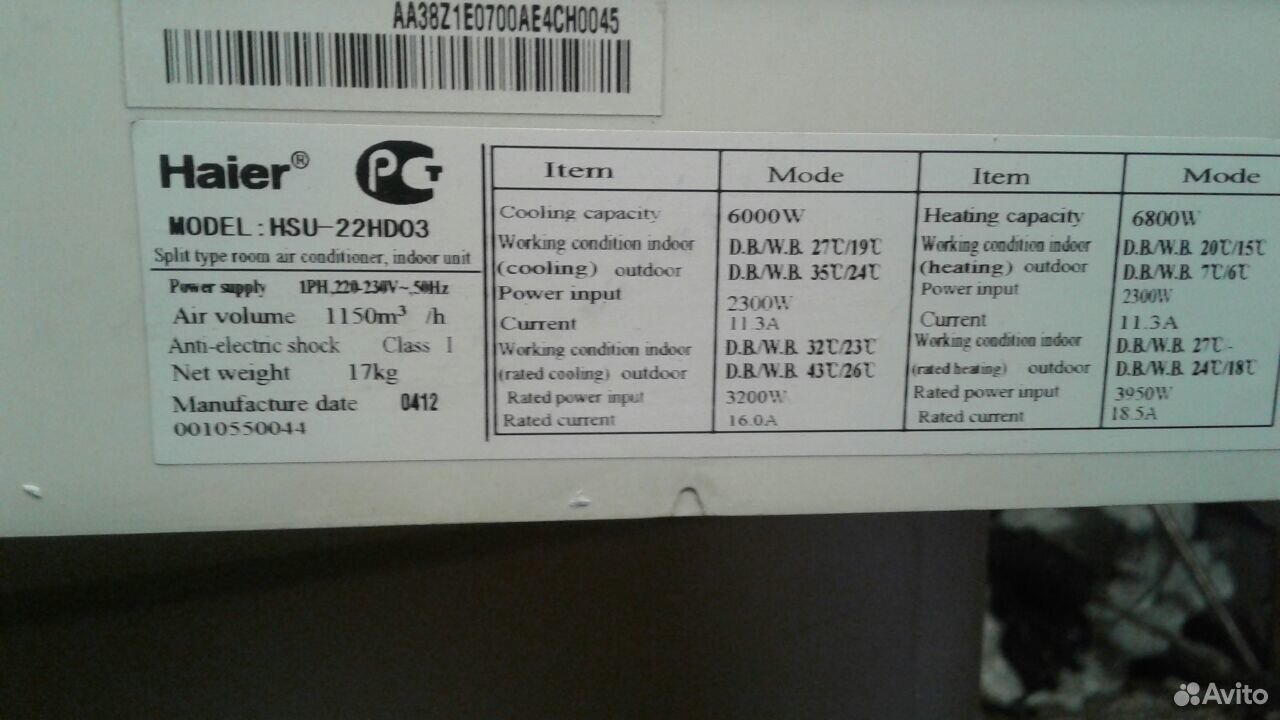 AA38Z1E0700AE4CH0045
Haier®
PCT
MODEL : HSU-22HD03
Split type room air conditioner, indoor unit
Power supply 1PH,220-230V~,50Hz
Air volume 1150m³ /h
Anti-electric shock Class I
Net weight 17kg
Manufacture date 0412
0010550044
Item Mode Item Mode
Cooling capacity 6000W Heating capacity 6800W
Working condition indoor D.B./W.B. 27℃/19℃ Working condition indoor D.B./W.B. 20℃/15℃
(cooling) outdoor D.B./W.B. 35℃/24℃ (heating) outdoor D.B./W.B. 7℃/6℃
Power input 2300W Power input 2300W
Current 11.3A Current 11.3A
Working condition indoor D.B./W.B. 32℃/23℃ Working condition indoor D.B./W.B. 27℃-
(rated cooling) outdoor D.B./W.B. 43℃/26℃ (rated heating) outdoor D.B./W.B. 24℃/18℃
Rated power input 3200W Rated power input 3950W
Rated current 16.0A Rated current 18.5A
Avito